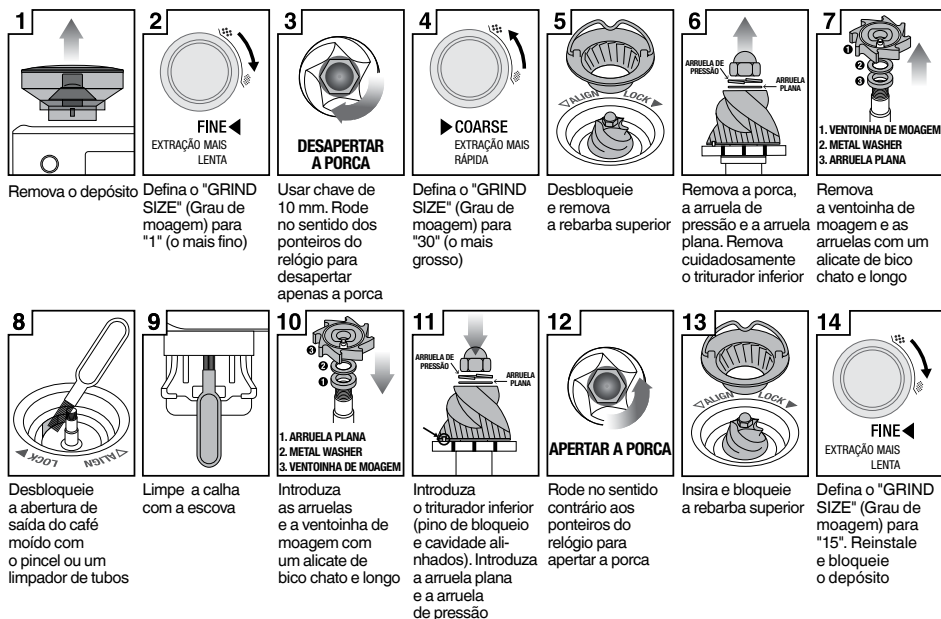 1
Remova o depósito
2
FINE◀
EXTRAÇÃO MAIS
LENTA
Defina o "GRIND
SIZE" (Grau de
moagem) para
"1" (o mais fino)
3
DESAPERTAR
A PORCA
Usar chave de
10 mm. Rode
no sentido dos
ponteiros do
relógio para
desapertar
apenas a porca
4
▶COARSE
EXTRAÇÃO MAIS
RÁPIDA
Defina o "GRIND
SIZE" (Grau de
moagem) para
"30" (o mais
grosso)
5
▽ALIGN LOCK▼
Desbloqueie
e remova
a rebarba superior
6
ARRUELA DE
PRESSÃO
ARRUELA
PLANA
Remova a porca,
a arruela de
pressão e a arruela
plana. Remova
cuidadosamente
o triturador inferior
7
❶
❷
❸
1. VENTOINHA DE MOAGEM
2. METAL WASHER
3. ARRUELA PLANA
Remova
a ventoinha de
moagem e as
arruelas com um
alicate de bico
chato e longo
8
LOCK▼ ▽ALIGN
Desbloqueie
a abertura de
saída do café
moído com
o pincel ou um
limpador de tubos
9
Limpe a calha
com a escova
10
❸
❷
❶
1. ARRUELA PLANA
2. METAL WASHER
3. VENTOINHA DE MOAGEM
Introduza
as arruelas
e a ventoinha de
moagem com
um alicate de
bico chato e longo
11
ARRUELA DE
PRESSÃO
ARRUELA
PLANA
Introduza
o triturador inferior
(pino de bloqueio
e cavidade ali-
nhados). Introduza
a arruela plana
e a arruela
de pressão
12
APERTAR A PORCA
Rode no sentido
contrário aos
ponteiros do
relógio para
apertar a porca
13
▽ALIGN LOCK▼
Insira e bloqueie
a rebarba superior
14
FINE◀
EXTRAÇÃO MAIS
LENTA
Defina o "GRIND
SIZE" (Grau de
moagem) para
"15". Reinstale
e bloqueie
o depósito